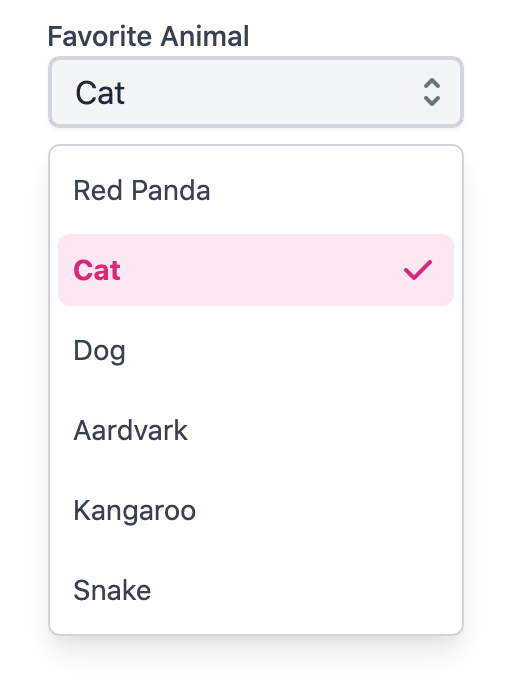 Favorite Animal
Cat
Red Panda
Cat
Dog
Aardvark
Kangaroo
Snake